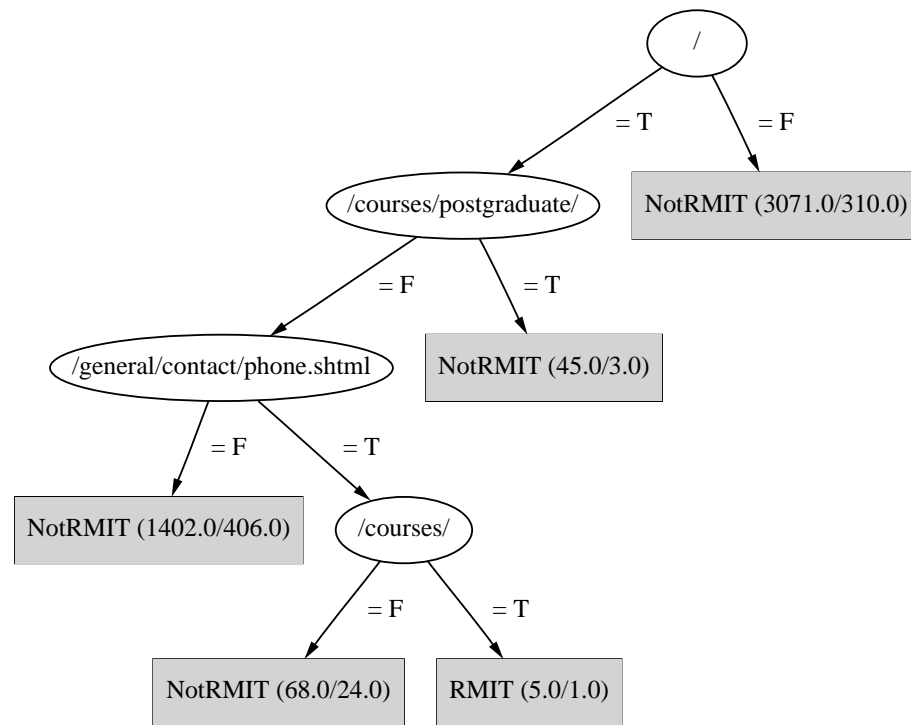 /
= T
= F
/courses/postgraduate/
NotRMIT (3071.0/310.0)
= F
= T
/general/contact/phone.shtml
NotRMIT (45.0/3.0)
= F
= T
NotRMIT (1402.0/406.0)
/courses/
= F
= T
NotRMIT (68.0/24.0)
RMIT (5.0/1.0)